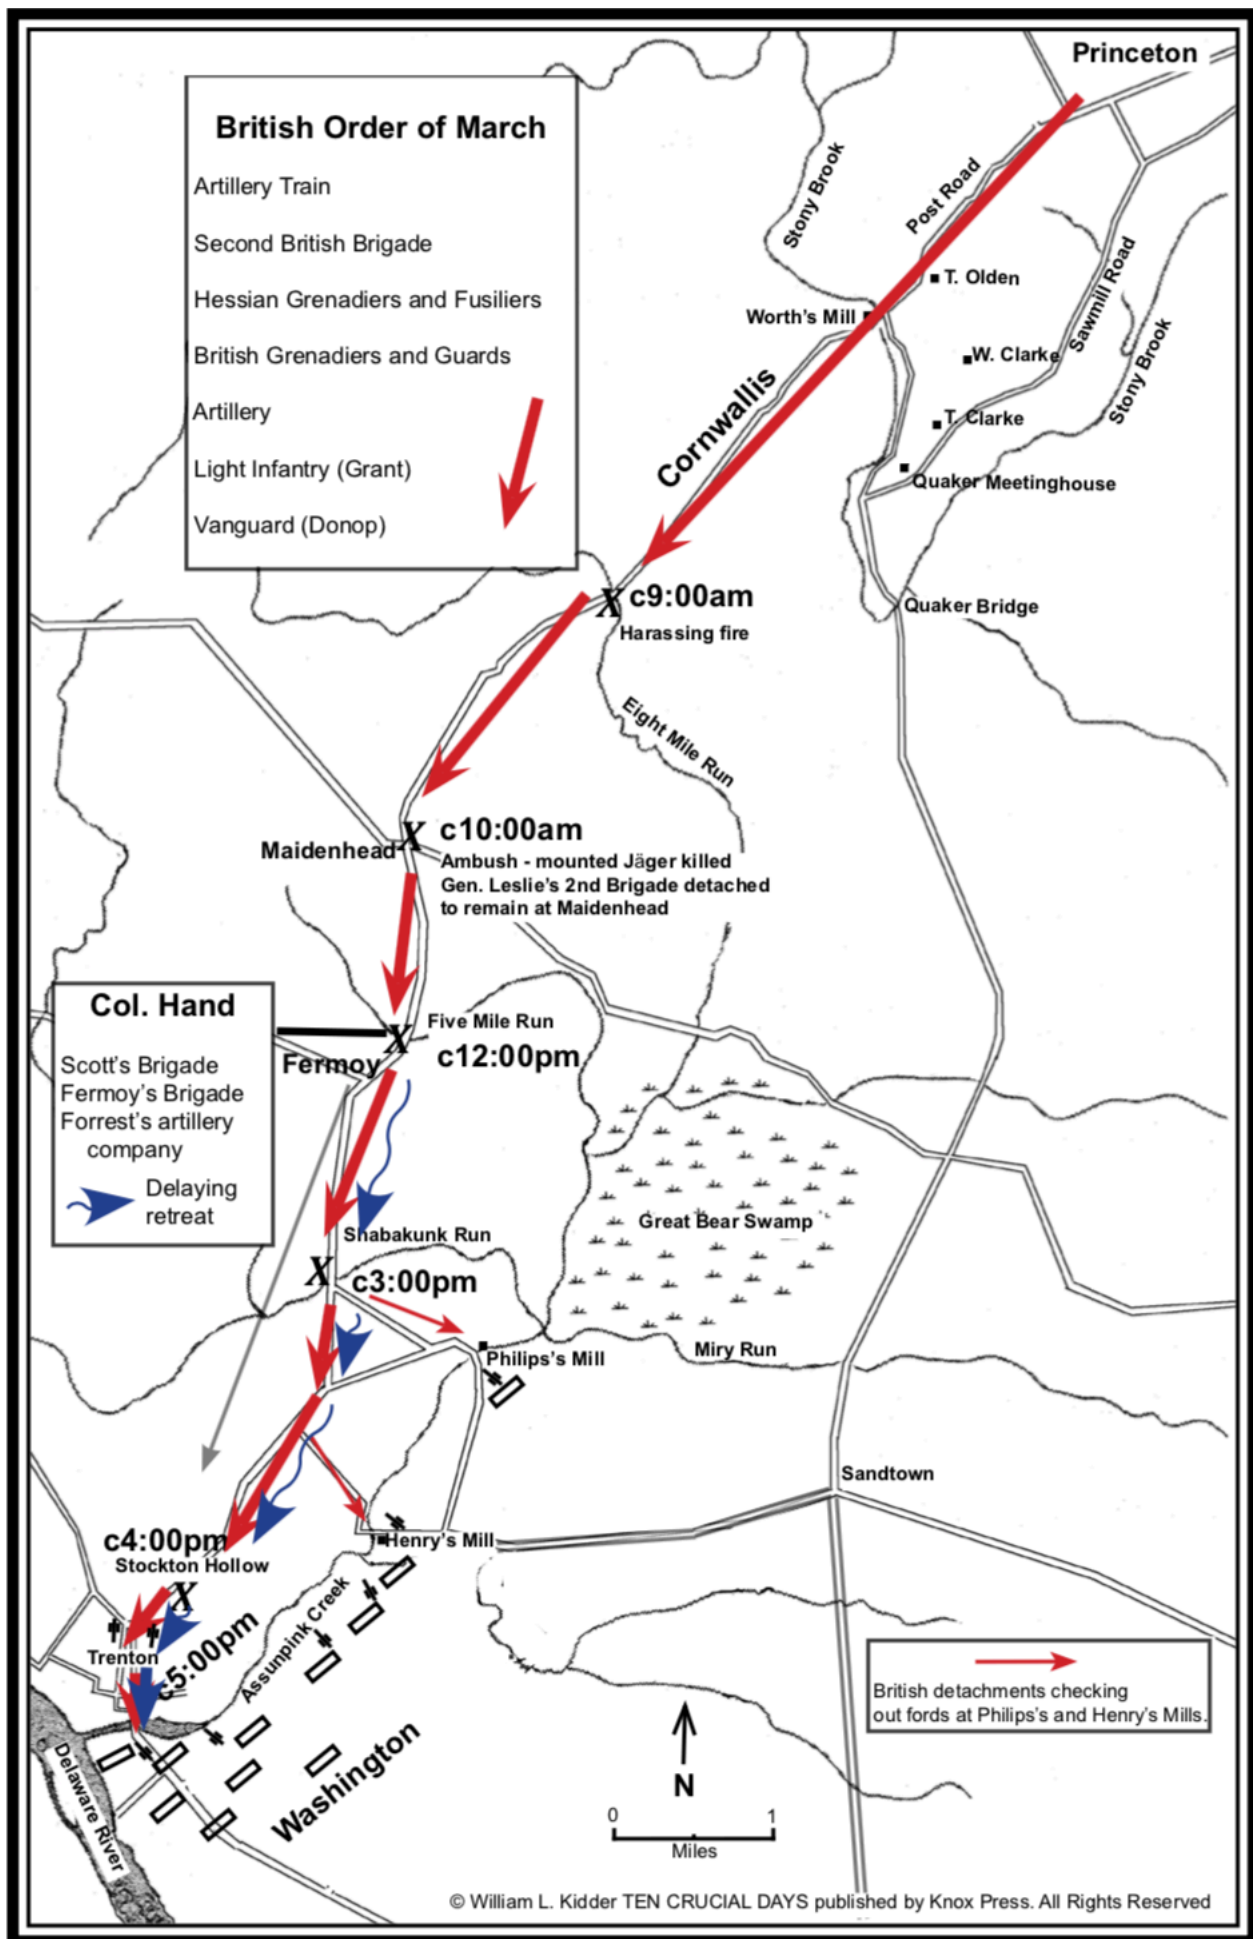 Princeton
British Order of March
Artillery Train
Second British Brigade
Hessian Grenadiers and Fusiliers
British Grenadiers and Guards
Artillery
Light Infantry (Grant)
Vanguard (Donop)
Stony Brook
Post Road
T. Olden
Sawmill Road
Worth's Mill
W. Clarke
Stony Brook
Cornwallis
T. Clarke
Quaker Meetinghouse
X c9:00am
Harassing fire
Quaker Bridge
Eight Mile Run
Maidenhead
X c10:00am
Ambush - mounted Jäger killed
Gen. Leslie's 2nd Brigade detached
to remain at Maidenhead
Col. Hand
Scott's Brigade
Fermoy's Brigade
Forrest's artillery
company
Delaying
retreat
Five Mile Run
X
Fermoy
c12:00pm
Great Bear Swamp
Shabakunk Run
X
c3:00pm
Miry Run
Philips's Mill
Sandtown
c4:00pm
Stockton Hollow
X
Henry's Mill
Assunpink Creek
Trenton
c5:00pm
Washington
Delaware River
British detachments checking
out fords at Philips's and Henry's Mills.
N
0 1
Miles
© William L. Kidder TEN CRUCIAL DAYS published by Knox Press. All Rights Reserved